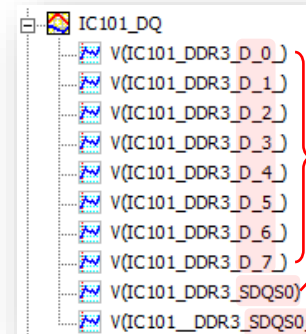 IC101_DQ
V(IC101_DDR3_D_0_)
V(IC101_DDR3_D_1_)
V(IC101_DDR3_D_2_)
V(IC101_DDR3_D_3_)
V(IC101_DDR3_D_4_)
V(IC101_DDR3_D_5_)
V(IC101_DDR3_D_6_)
V(IC101_DDR3_D_7_)
V(IC101_DDR3_SDQS0)
V(IC101__DDR3_SDQS0